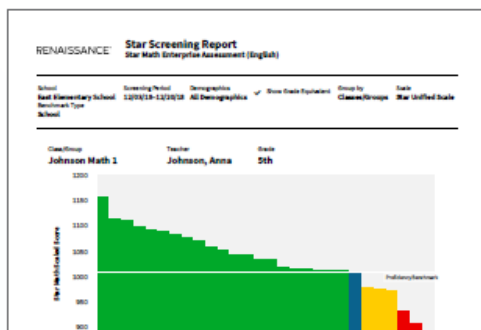 RENAISSANCE
Star Screening Report
Star Math Enterprise Assessment (English)
School Screening Period Demographics Show Grade Equivalent Group by Scale
East Elementary School 12/03/18-12/28/18 All Demographics Classes/Groups Star Unified Scale
Benchmark Type
School
Class/Group Teacher Grade
Johnson Math 1 Johnson, Anna 5th
Star Math Scaled Score
1200
1150
1100
1050
1000
950
900
Proficiency Benchmark